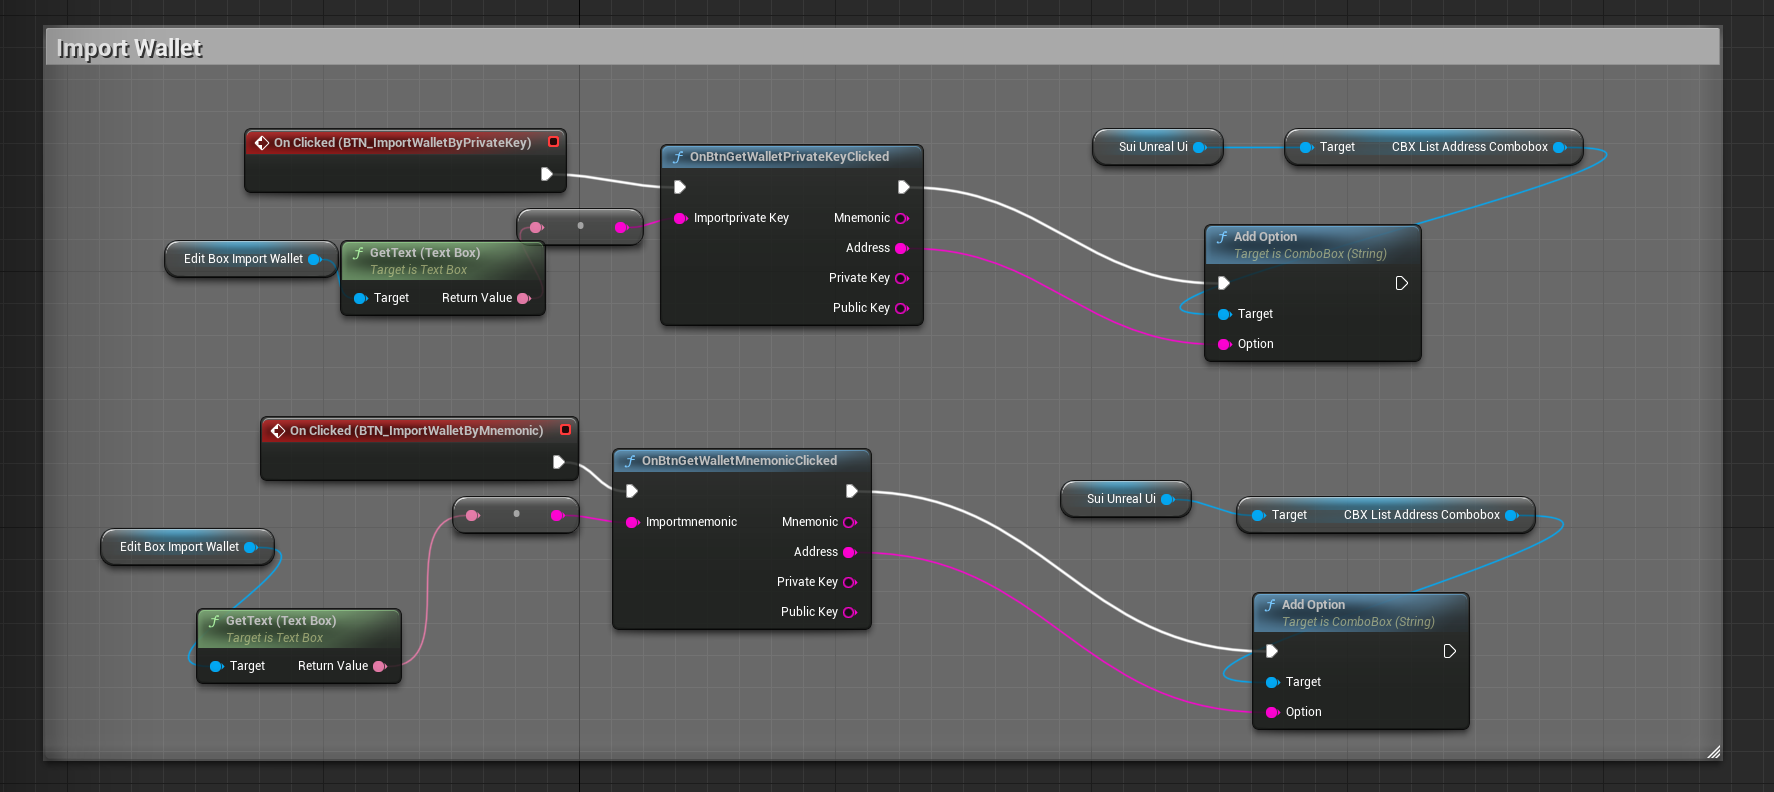 Import Wallet
On Clicked (BTN_ImportWalletByPrivateKey)
OnBtnGetWalletPrivateKeyClicked
Importprivate Key
Mnemonic
Address
Private Key
Public Key
Edit Box Import Wallet
GetText (Text Box)
Target is Text Box
Target
Return Value
Sui Unreal Ui
Target
CBX List Address Combobox
Add Option
Target is ComboBox (String)
Target
Option
On Clicked (BTN_ImportWalletByMnemonic)
OnBtnGetWalletMnemonicClicked
Importmnemonic
Mnemonic
Address
Private Key
Public Key
Edit Box Import Wallet
GetText (Text Box)
Target is Text Box
Target
Return Value
Sui Unreal Ui
Target
CBX List Address Combobox
Add Option
Target is ComboBox (String)
Target
Option